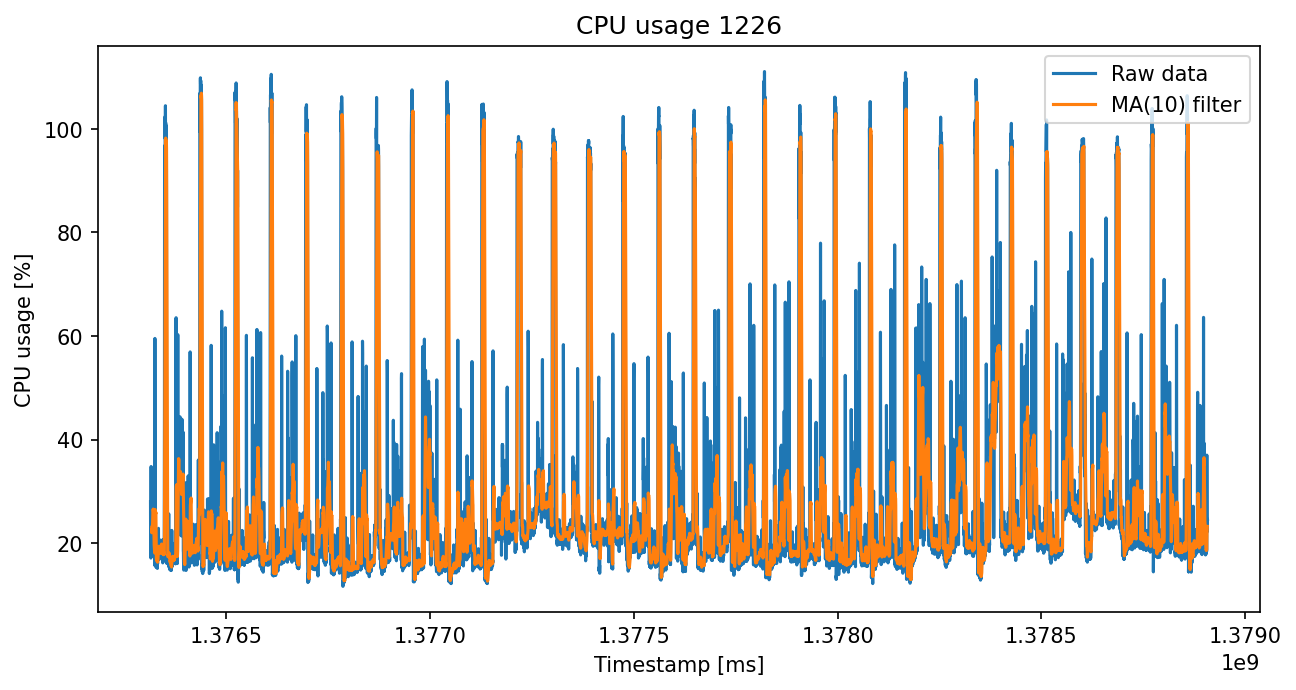 CPU usage 1226
Raw data
MA(10) filter
CPU usage [%]
100
80
60
40
20
1.3765
1.3770
1.3775
1.3780
1.3785
1.3790
1e9
Timestamp [ms]